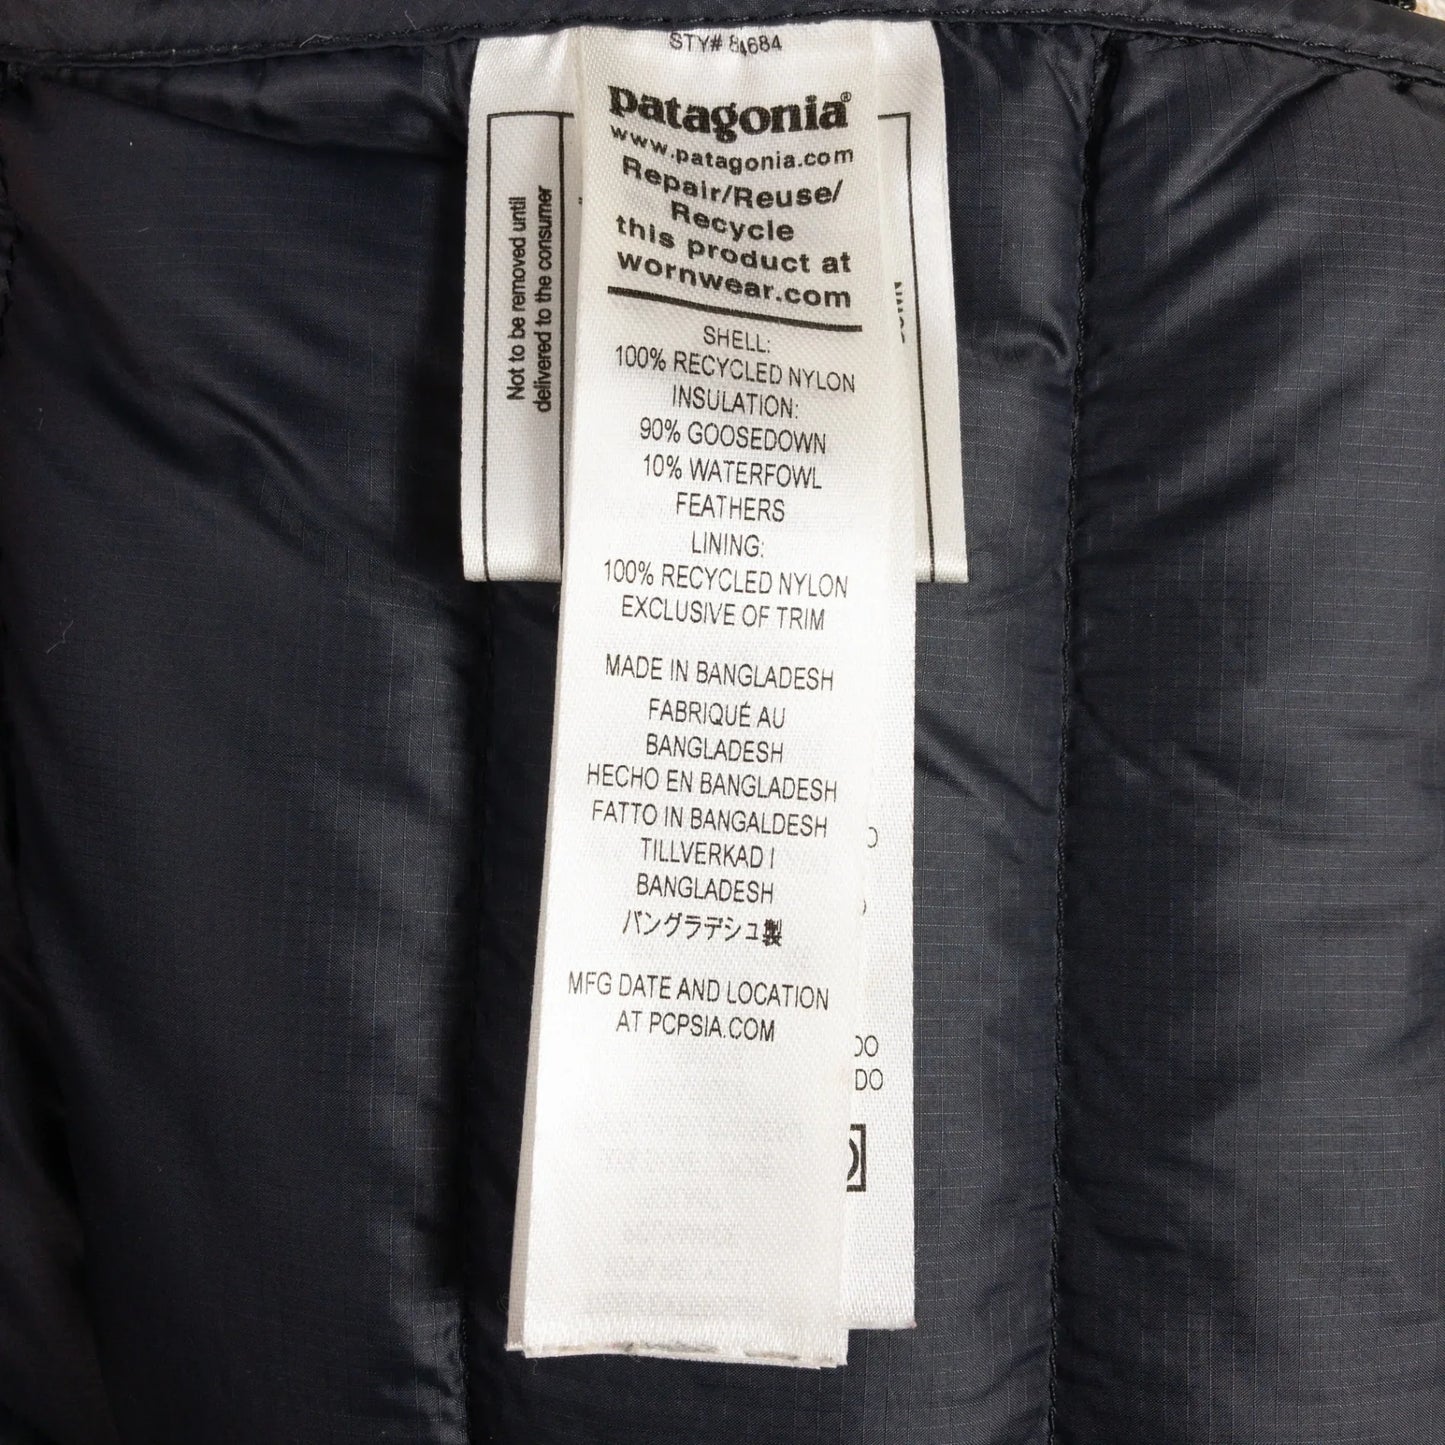 STY# 84684
patagonia®
www.patagonia.com
Repair/Reuse/
Recycle
this product at
wornwear.com
SHELL:
100% RECYCLED NYLON
INSULATION:
90% GOOSEDOWN
10% WATERFOWL
FEATHERS
LINING:
100% RECYCLED NYLON
EXCLUSIVE OF TRIM
MADE IN BANGLADESH
FABRIQUÉ AU
BANGLADESH
HECHO EN BANGLADESH
FATTO IN BANGALDESH
TILLVERKAD I
BANGLADESH
バングラデシュ製
MFG DATE AND LOCATION
AT PCPSIA.COM
Not to be removed until
delivered to the consumer
DO